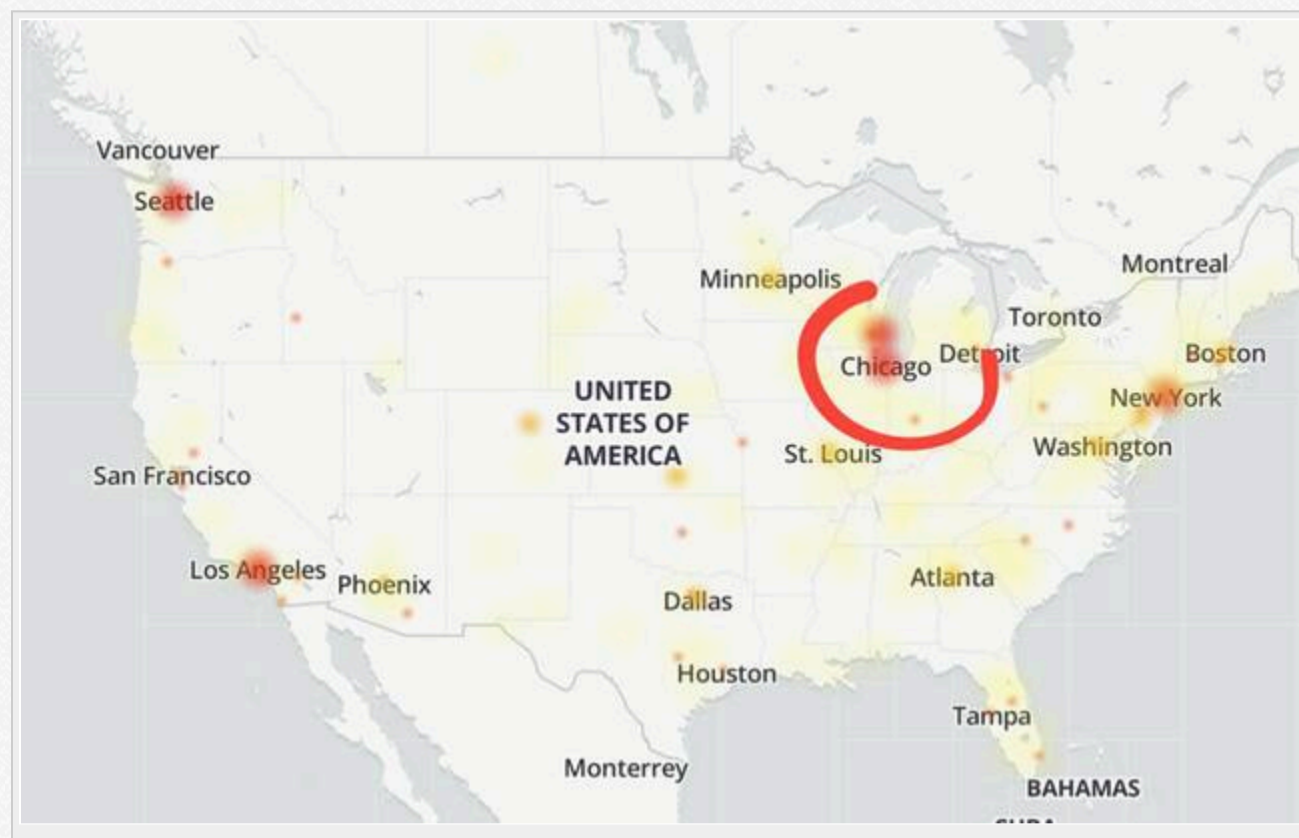 Vancouver
Seattle
Montreal
Minneapolis
Toronto
Detroit
Boston
Chicago
UNITED
STATES OF
AMERICA
New York
Washington
St. Louis
San Francisco
Los Angeles
Phoenix
Atlanta
Dallas
Houston
Tampa
Monterrey
BAHAMAS
CUBA